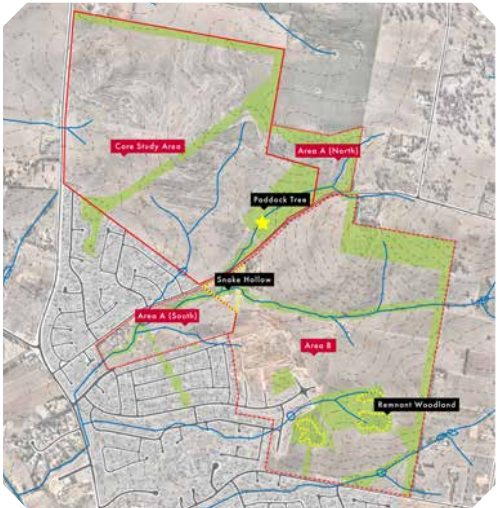 Core Study Area
Area A (North)
Paddock Tree
Snake Hollow
Area A (South)
Area B
Remnant Woodland